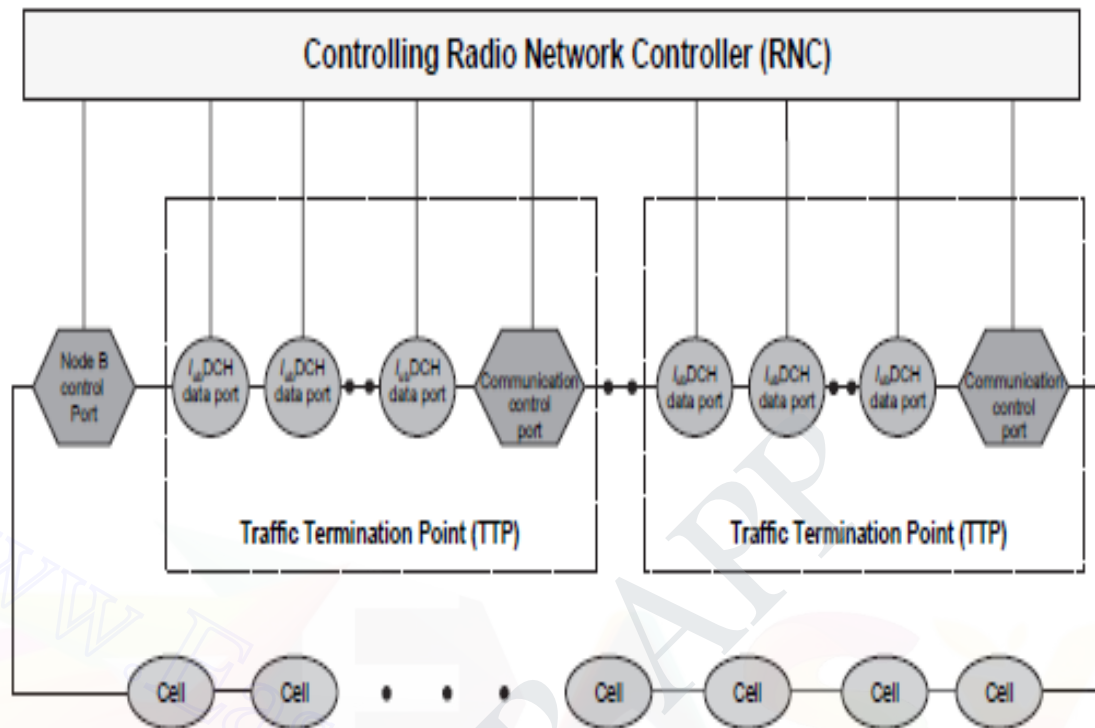 Controlling Radio Network Controller (RNC)
Node B
control
Port
IubDCH
data port
IubDCH
data port
IubDCH
data port
Communication
control
port
IubDCH
data port
IubDCH
data port
IubDCH
data port
Communication
control
port
Traffic Termination Point (TTP)
Traffic Termination Point (TTP)
Cell
Cell
Cell
Cell
Cell
Cell
APP